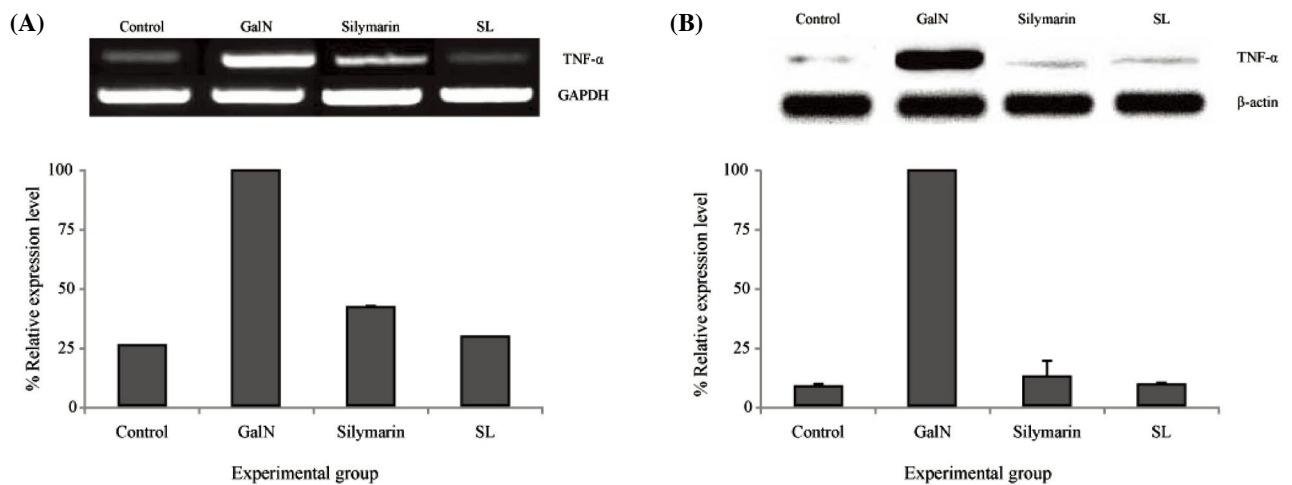 (A)
Control GalN Silymarin SL
TNF-α
GAPDH
% Relative expression level
100
75
50
25
0
Control GalN Silymarin SL
Experimental group
(B)
Control GalN Silymarin SL
TNF-α
β-actin
% Relative expression level
100
75
50
25
0
Control GalN Silymarin SL
Experimental group